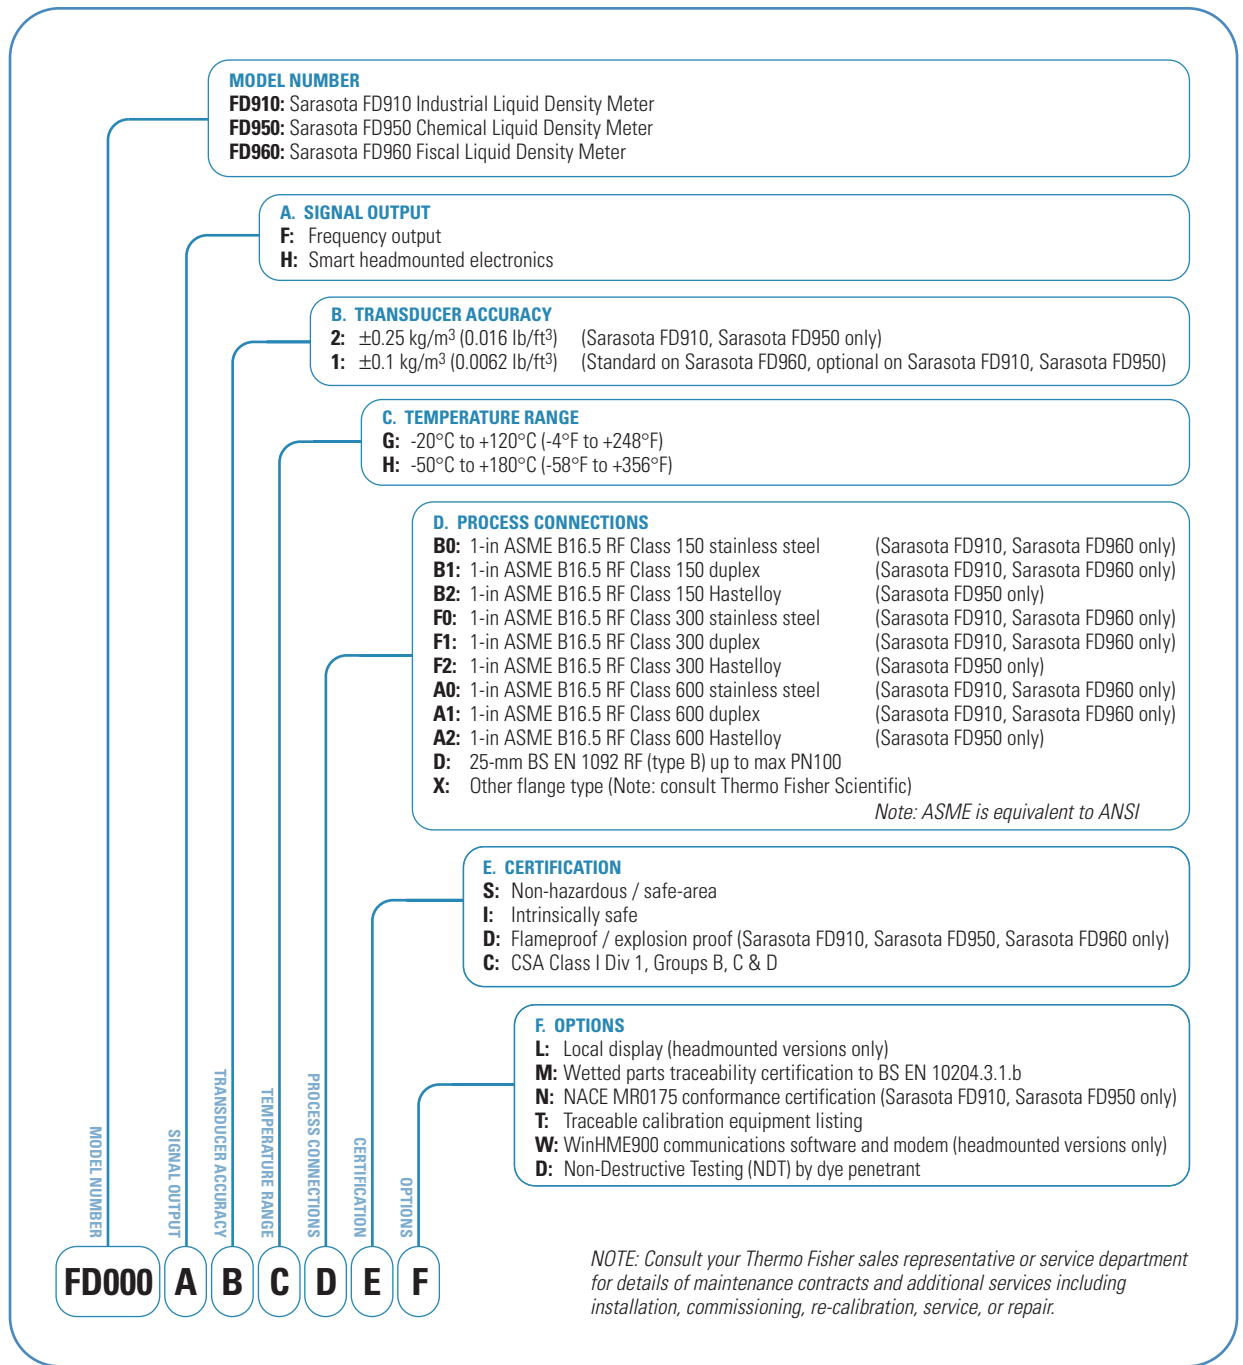 MODEL NUMBER
FD910: Sarasota FD910 Industrial Liquid Density Meter
FD950: Sarasota FD950 Chemical Liquid Density Meter
FD960: Sarasota FD960 Fiscal Liquid Density Meter
A. SIGNAL OUTPUT
F: Frequency output
H: Smart headmounted electronics
B. TRANSDUCER ACCURACY
2: ±0.25 kg/m³ (0.016 lb/ft³) (Sarasota FD910, Sarasota FD950 only)
1: ±0.1 kg/m³ (0.0062 lb/ft³) (Standard on Sarasota FD960, optional on Sarasota FD910, Sarasota FD950)
C. TEMPERATURE RANGE
G: -20°C to +120°C (-4°F to +248°F)
H: -50°C to +180°C (-58°F to +356°F)
D. PROCESS CONNECTIONS
B0: 1-in ASME B16.5 RF Class 150 stainless steel (Sarasota FD910, Sarasota FD960 only)
B1: 1-in ASME B16.5 RF Class 150 duplex (Sarasota FD910, Sarasota FD960 only)
B2: 1-in ASME B16.5 RF Class 150 Hastelloy (Sarasota FD950 only)
F0: 1-in ASME B16.5 RF Class 300 stainless steel (Sarasota FD910, Sarasota FD960 only)
F1: 1-in ASME B16.5 RF Class 300 duplex (Sarasota FD910, Sarasota FD960 only)
F2: 1-in ASME B16.5 RF Class 300 Hastelloy (Sarasota FD950 only)
A0: 1-in ASME B16.5 RF Class 600 stainless steel (Sarasota FD910, Sarasota FD960 only)
A1: 1-in ASME B16.5 RF Class 600 duplex (Sarasota FD910, Sarasota FD960 only)
A2: 1-in ASME B16.5 RF Class 600 Hastelloy (Sarasota FD950 only)
D: 25-mm BS EN 1092 RF (type B) up to max PN100
X: Other flange type (Note: consult Thermo Fisher Scientific)
Note: ASME is equivalent to ANSI
E. CERTIFICATION
S: Non-hazardous / safe-area
I: Intrinsically safe
D: Flameproof / explosion proof (Sarasota FD910, Sarasota FD950, Sarasota FD960 only)
C: CSA Class I Div 1, Groups B, C & D
F. OPTIONS
L: Local display (headmounted versions only)
M: Wetted parts traceability certification to BS EN 10204.3.1.b
N: NACE MR0175 conformance certification (Sarasota FD910, Sarasota FD950 only)
T: Traceable calibration equipment listing
W: WinHME900 communications software and modem (headmounted versions only)
D: Non-Destructive Testing (NDT) by dye penetrant
MODEL NUMBER
SIGNAL OUTPUT
TRANSDUCER ACCURACY
TEMPERATURE RANGE
PROCESS CONNECTIONS
CERTIFICATION
OPTIONS
FD000 A B C D E F
NOTE: Consult your Thermo Fisher sales representative or service department
for details of maintenance contracts and additional services including
installation, commissioning, re-calibration, service, or repair.